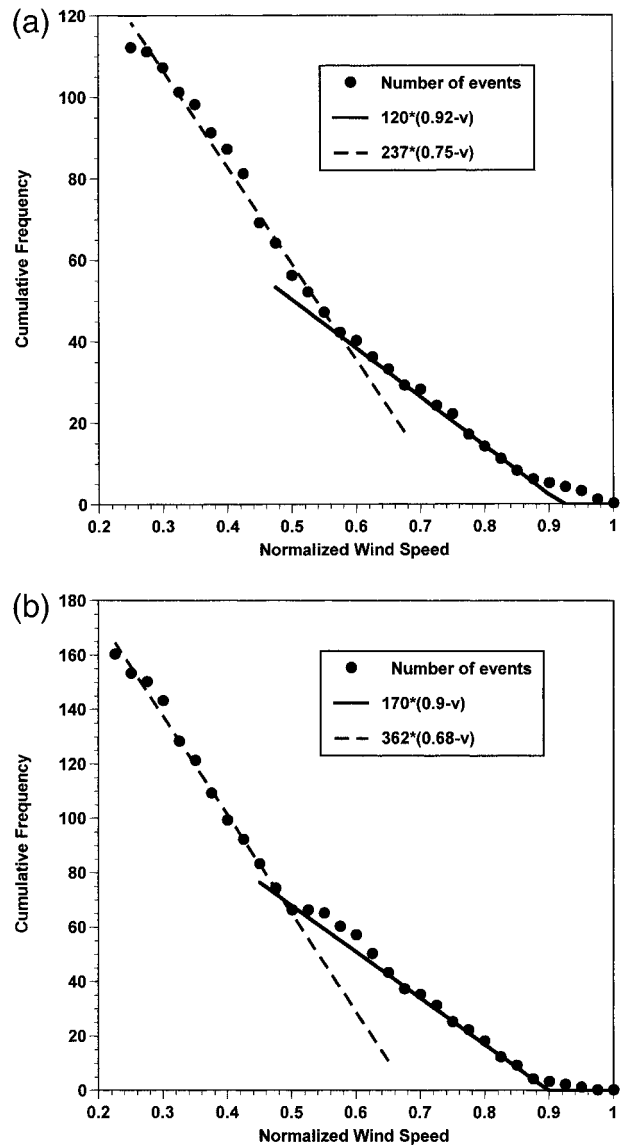 (a)
120
100
80
60
40
20
0
Cumulative Frequency
Number of events
120*(0.92-v)
237*(0.75-v)
0.2 0.3 0.4 0.5 0.6 0.7 0.8 0.9 1
Normalized Wind Speed
(b)
180
160
140
120
100
80
60
40
20
0
Cumulative Frequency
Number of events
170*(0.9-v)
362*(0.68-v)
0.2 0.3 0.4 0.5 0.6 0.7 0.8 0.9 1
Normalized Wind Speed